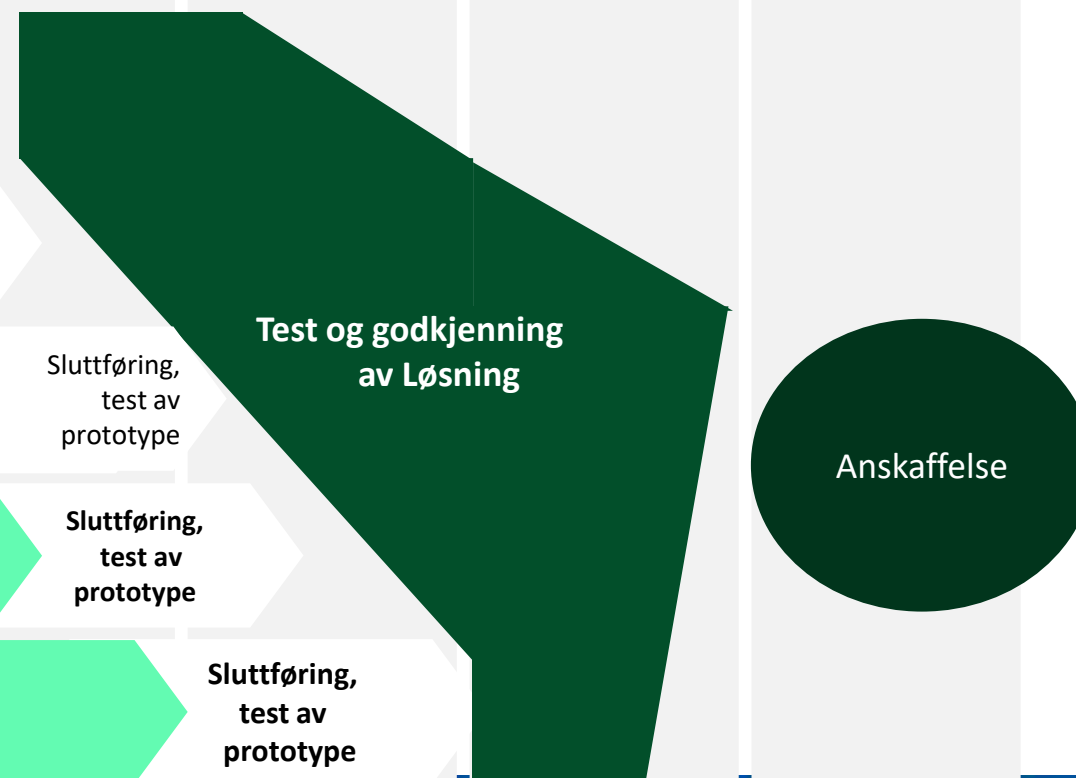 Test og godkjenning
av Løsning
Sluttføring,
test av
prototype
Anskaffelse
Sluttføring,
test av
prototype
Sluttføring,
test av
prototype